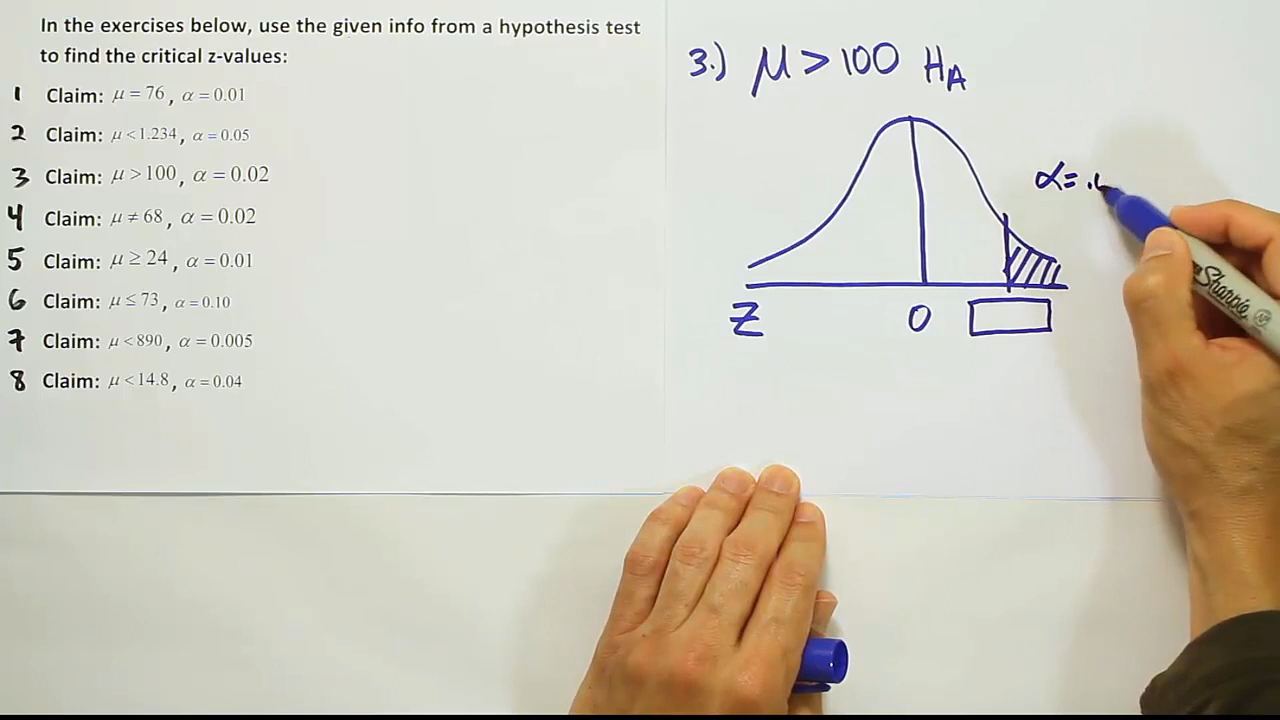 In the exercises below, use the given info from a hypothesis test
to find the critical z-values:
1 Claim: μ = 76, α = 0.01
2 Claim: μ < 1.234, α = 0.05
3 Claim: μ > 100, α = 0.02
4 Claim: μ ≠ 68, α = 0.02
5 Claim: μ ≥ 24, α = 0.01
6 Claim: μ ≤ 73, α = 0.10
7 Claim: μ < 890, α = 0.005
8 Claim: μ < 14.8, α = 0.04
3.) μ > 100 HA
α = .
Z 0
Sharpie